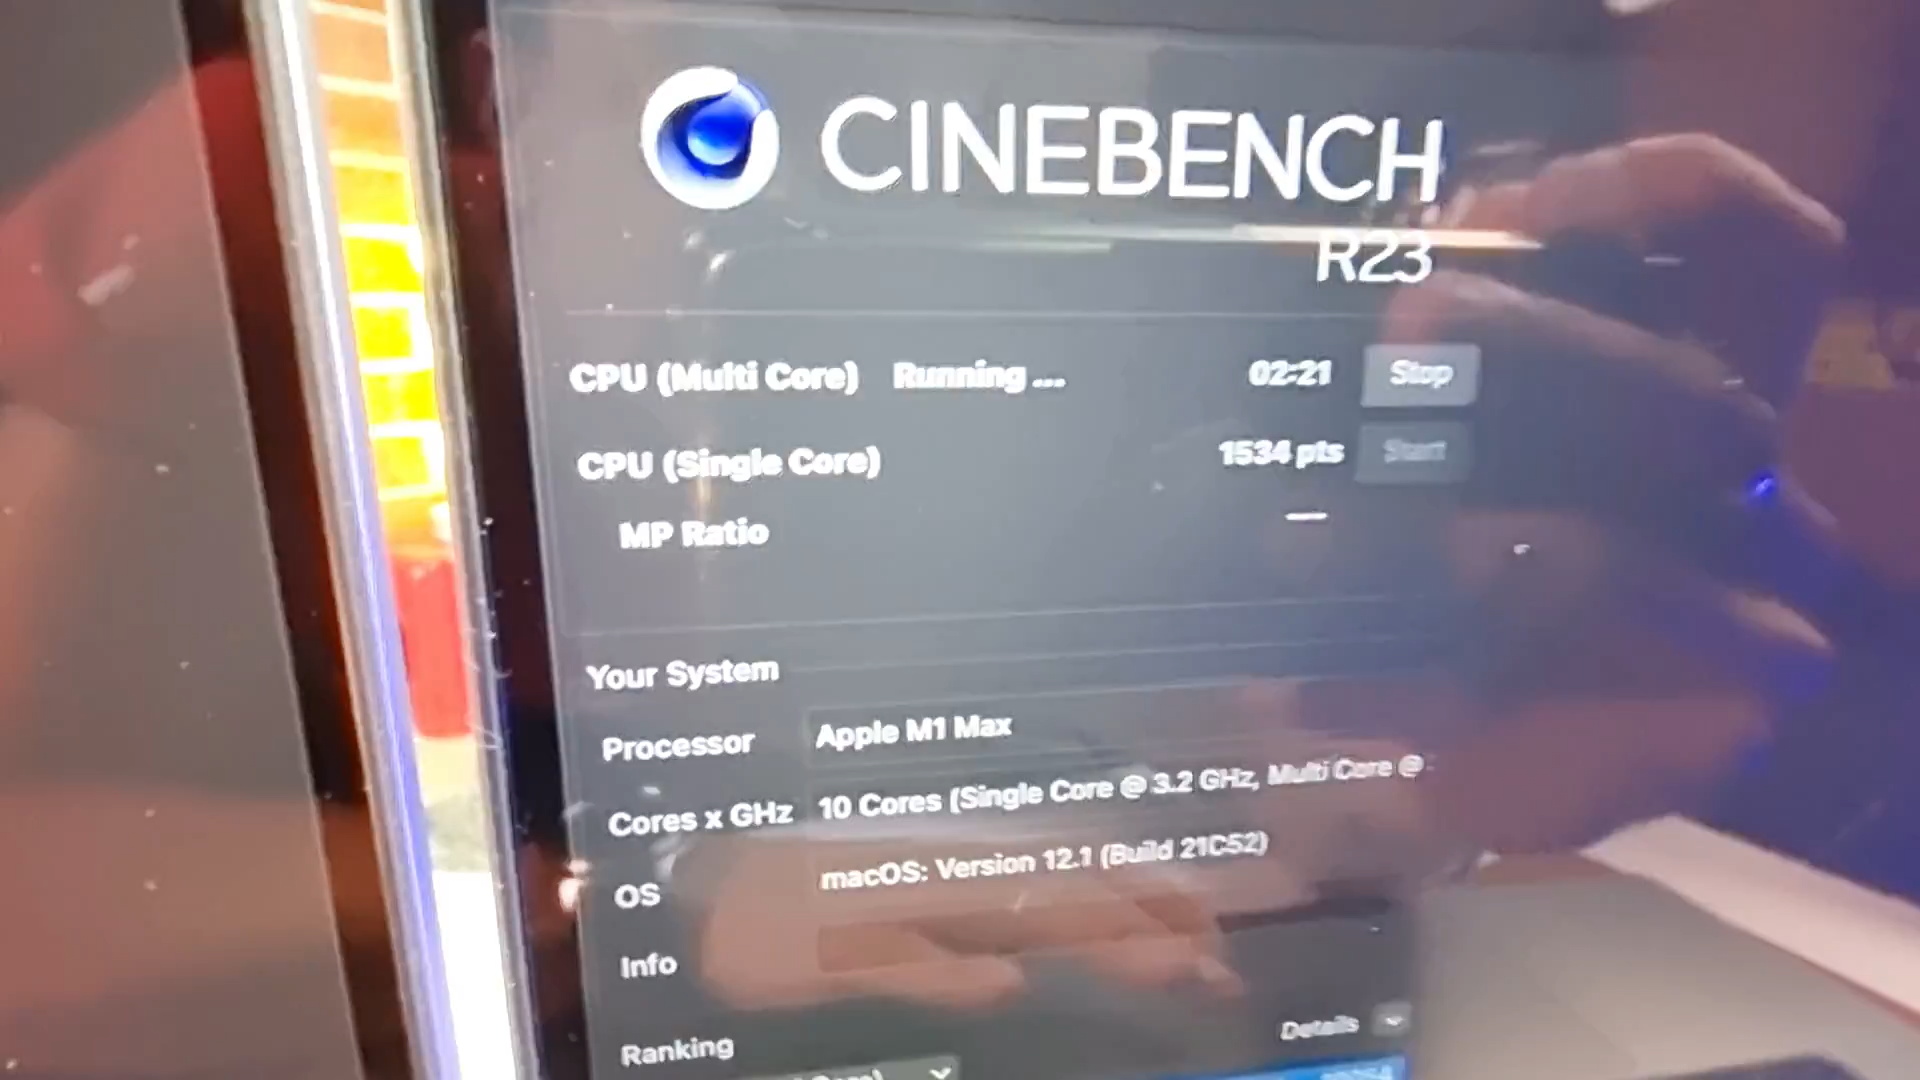 CINEBENCH
R23
CPU (Multi Core) Running ... 02:21 Stop
CPU (Single Core) 1534 pts Start
MP Ratio —
Your System
Processor Apple M1 Max
Cores x GHz 10 Cores (Single Core @ 3.2 GHz, Multi Core @
OS macOS: Version 12.1 (Build 21C52)
Info
Ranking Details